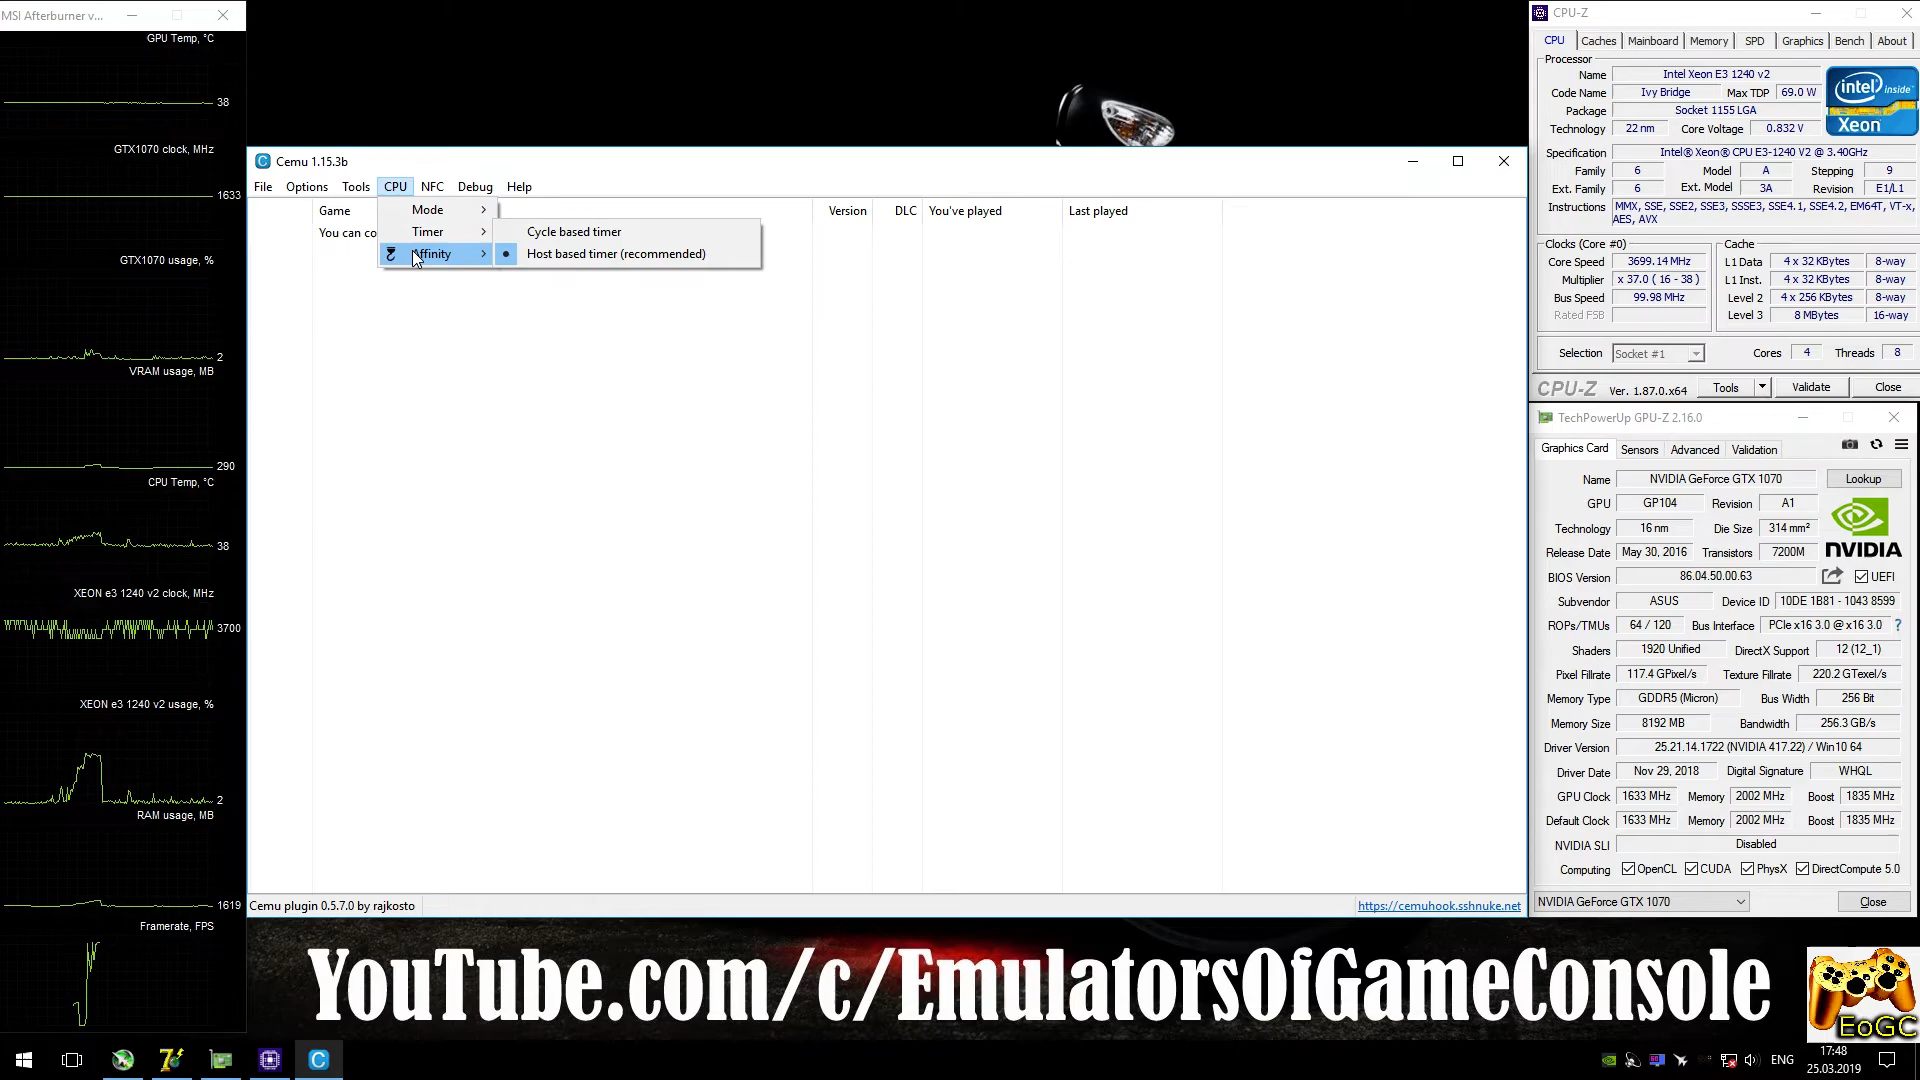 MSI Afterburner v...
GPU Temp, °C
38
GTX1070 clock, MHz
1633
GTX1070 usage, %
2
VRAM usage, MB
290
CPU Temp, °C
38
XEON e3 1240 v2 clock, MHz
3700
XEON e3 1240 v2 usage, %
2
RAM usage, MB
1619
Framerate, FPS
Cemu 1.15.3b
File Options Tools CPU NFC Debug Help
Game Version DLC You've played Last played
You can co
Mode
Timer
Affinity
Cycle based timer
Host based timer (recommended)
Cemu plugin 0.5.7.0 by rajkosto
https://cemuhook.sshnuke.net
CPU-Z
CPU Caches Mainboard Memory SPD Graphics Bench About
Processor
Name Intel Xeon E3 1240 v2
Code Name Ivy Bridge Max TDP 69.0 W
Package Socket 1155 LGA
Technology 22 nm Core Voltage 0.832 V
intel inside™
Xeon
Specification Intel® Xeon® CPU E3-1240 V2 @ 3.40GHz
Family 6 Model A Stepping 9
Ext. Family 6 Ext. Model 3A Revision E1/L1
Instructions MMX, SSE, SSE2, SSE3, SSSE3, SSE4.1, SSE4.2, EM64T, VT-x,
AES, AVX
Clocks (Core #0)
Core Speed 3699.14 MHz
Multiplier x 37.0 ( 16 - 38 )
Bus Speed 99.98 MHz
Rated FSB
Cache
L1 Data 4 x 32 KBytes 8-way
L1 Inst. 4 x 32 KBytes 8-way
Level 2 4 x 256 KBytes 8-way
Level 3 8 MBytes 16-way
Selection Socket #1 Cores 4 Threads 8
CPU-Z Ver. 1.87.0.x64 Tools Validate Close
TechPowerUp GPU-Z 2.16.0
Graphics Card Sensors Advanced Validation
Name NVIDIA GeForce GTX 1070 Lookup
GPU GP104 Revision A1
Technology 16 nm Die Size 314 mm²
Release Date May 30, 2016 Transistors 7200M
NVIDIA
BIOS Version 86.04.50.00.63 UEFI
Subvendor ASUS Device ID 10DE 1B81 - 1043 8599
ROPs/TMUs 64 / 120 Bus Interface PCIe x16 3.0 @ x16 3.0 ?
Shaders 1920 Unified DirectX Support 12 (12_1)
Pixel Fillrate 117.4 GPixel/s Texture Fillrate 220.2 GTexel/s
Memory Type GDDR5 (Micron) Bus Width 256 Bit
Memory Size 8192 MB Bandwidth 256.3 GB/s
Driver Version 25.21.14.1722 (NVIDIA 417.22) / Win10 64
Driver Date Nov 29, 2018 Digital Signature WHQL
GPU Clock 1633 MHz Memory 2002 MHz Boost 1835 MHz
Default Clock 1633 MHz Memory 2002 MHz Boost 1835 MHz
NVIDIA SLI Disabled
Computing OpenCL CUDA PhysX DirectCompute 5.0
NVIDIA GeForce GTX 1070 Close
YouTube.com/c/EmulatorsOfGameConsole
EoGC
ENG
17:48
25.03.2019